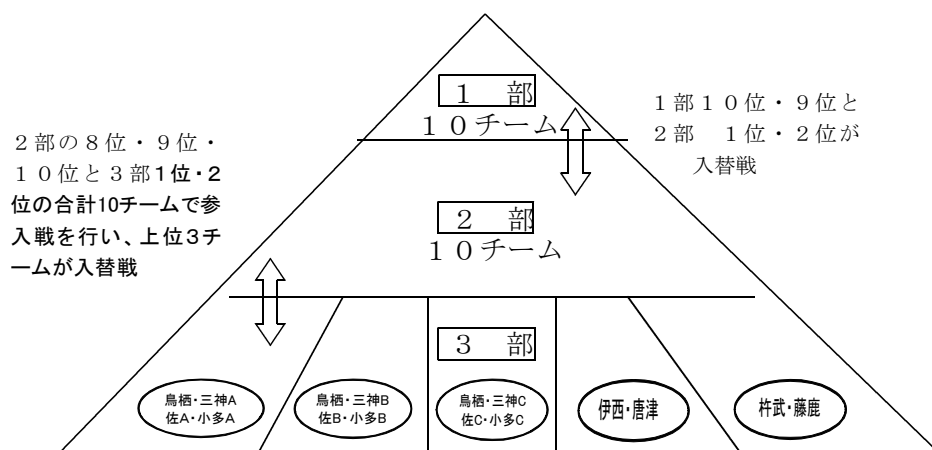 1 部
10チーム
1部10位・9位と
2部 1位・2位が
入替戦
2部の8位・9位・
10位と3部1位・2
位の合計10チームで参
入戦を行い、上位3チ
ームが入替戦
2 部
10チーム
3 部
鳥栖・三神A
佐A・小多A
鳥栖・三神B
佐B・小多B
鳥栖・三神C
佐C・小多C
伊西・唐津
杵武・藤鹿